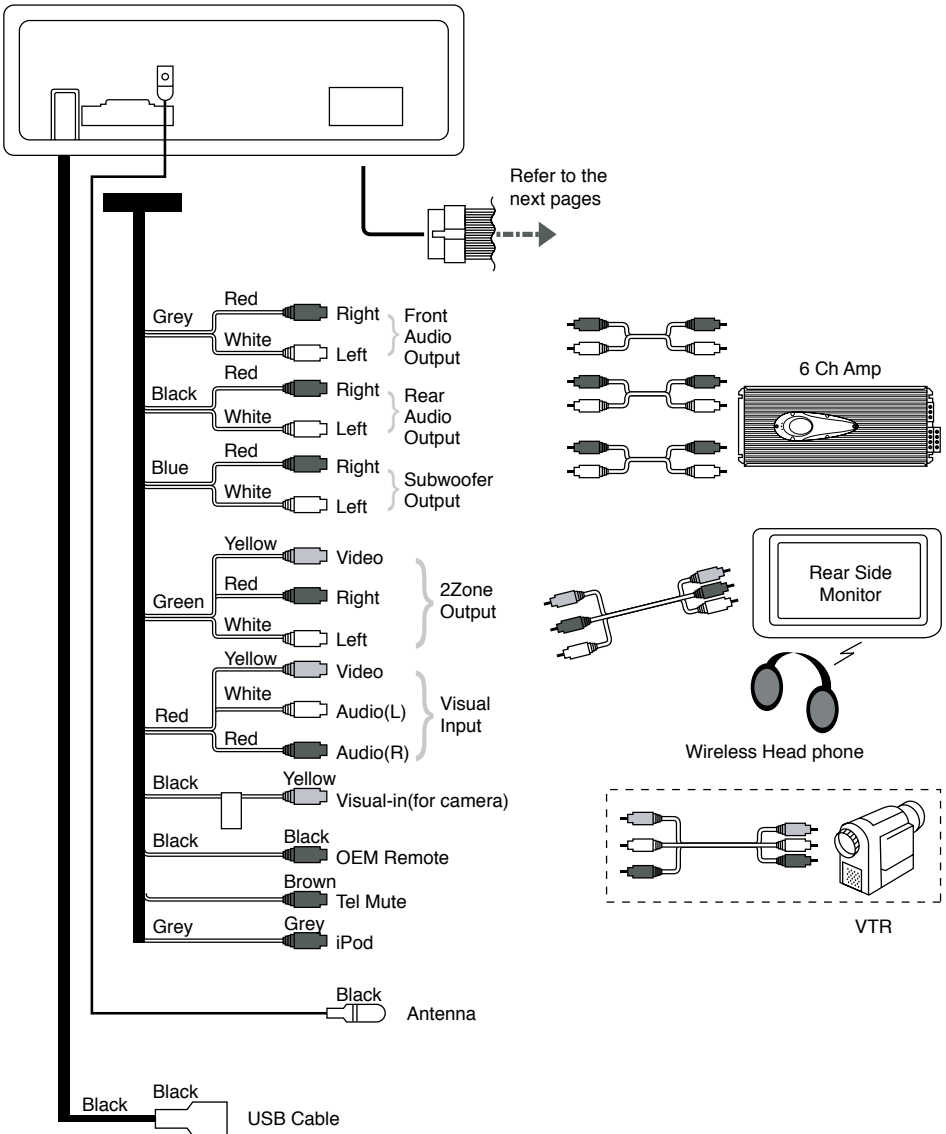 Refer to the
next pages
Grey
Red
Right
White
Left
Front
Audio
Output
Black
Red
Right
White
Left
Rear
Audio
Output
Blue
Red
Right
White
Left
Subwoofer
Output
6 Ch Amp
Green
Yellow
Video
Red
Right
White
Left
2Zone
Output
Rear Side
Monitor
Wireless Head phone
Red
Yellow
Video
White
Audio(L)
Red
Audio(R)
Visual
Input
Black
Yellow
Visual-in(for camera)
Black
Black
OEM Remote
Brown
Tel Mute
Grey
Grey
iPod
VTR
Black
Antenna
Black
Black
USB Cable